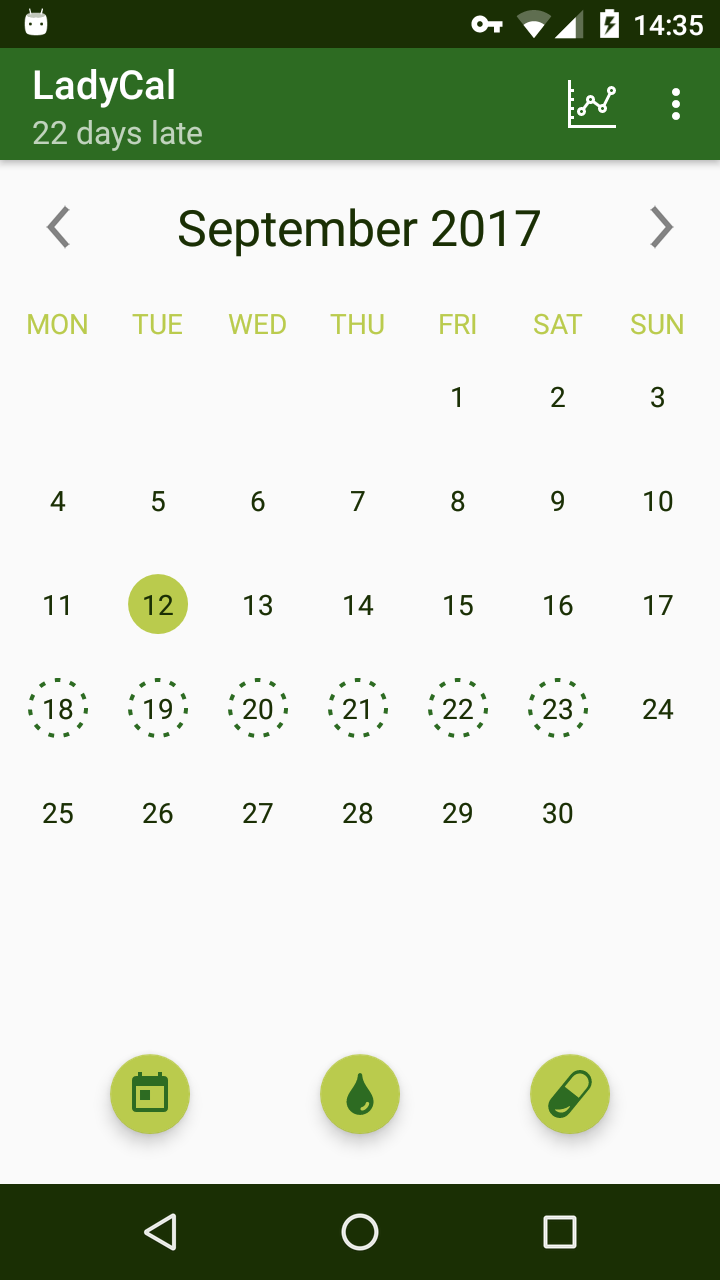 14:35
LadyCal
22 days late
September 2017
MON TUE WED THU FRI SAT SUN
1 2 3
4 5 6 7 8 9 10
11 12 13 14 15 16 17
18 19 20 21 22 23 24
25 26 27 28 29 30